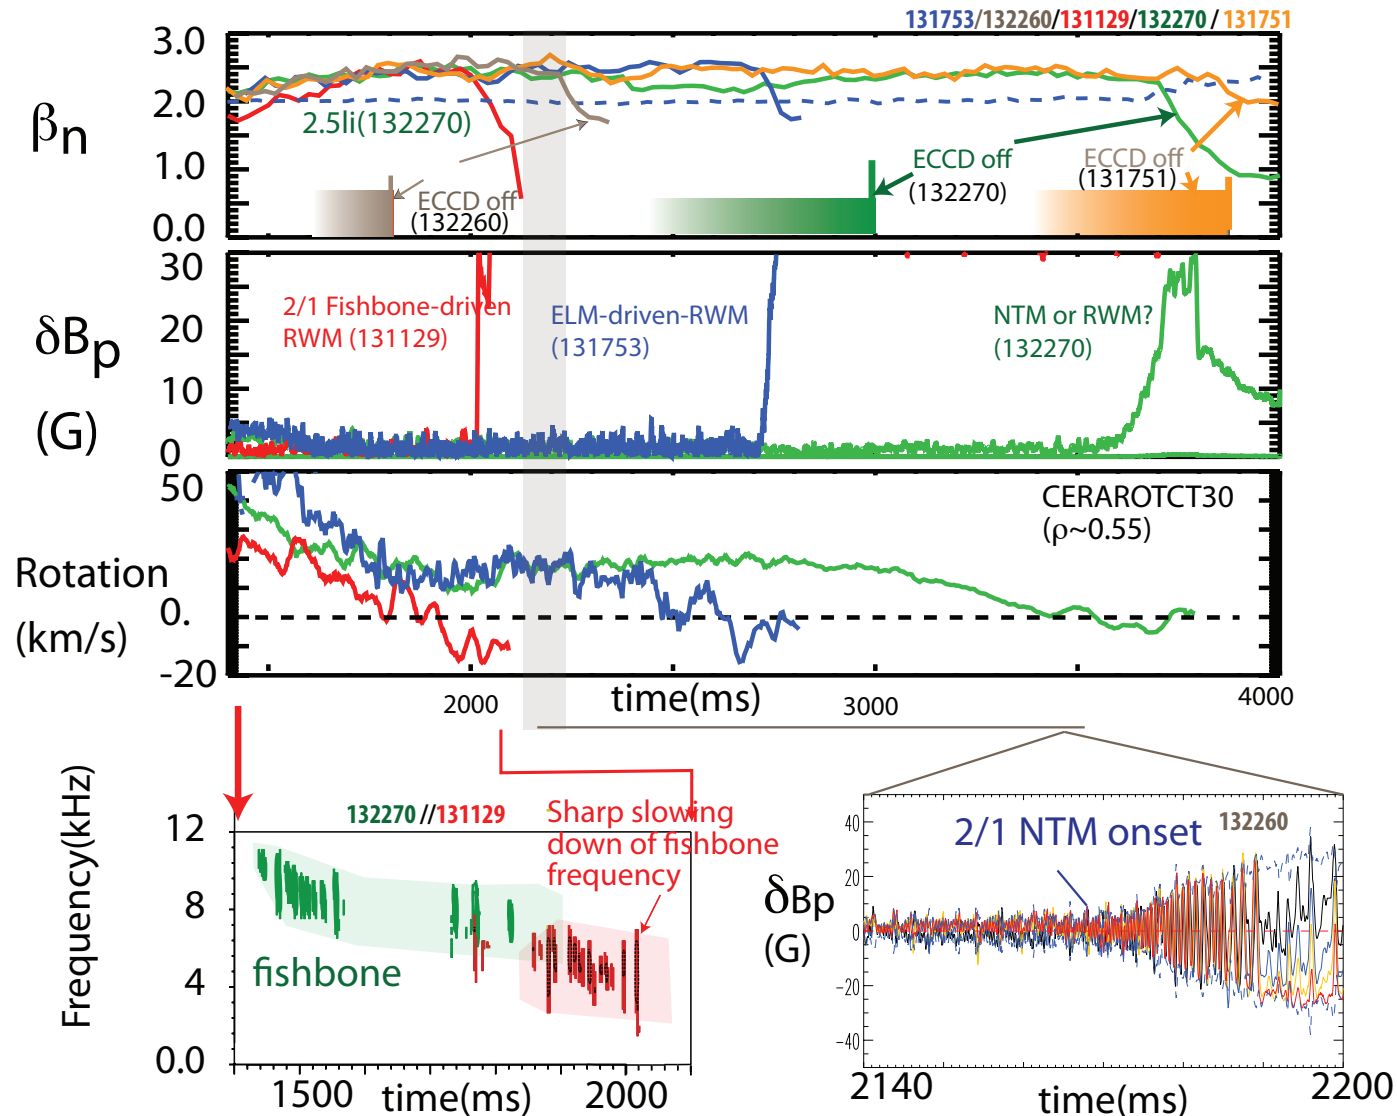 131753/132260/131129/132270 / 131751
3.0
2.0
1.0
0.0
βn
2.5li(132270)
ECCD off
(132260)
ECCD off
(132270)
ECCD off
(131751)
30
20
10
0
δBp
(G)
2/1 Fishbone-driven
RWM (131129)
ELM-driven-RWM
(131753)
NTM or RWM?
(132270)
50
0.
-20
Rotation
(km/s)
CERAROTCT30
(ρ~0.55)
2000
time(ms)
3000
4000
Frequency(kHz)
12
8
4
0.0
132270 //131129
Sharp slowing
down of fishbone
frequency
fishbone
1500
time(ms)
2000
δBp
(G)
40
20
0
-20
-40
2/1 NTM onset
132260
2140
time(ms)
2200